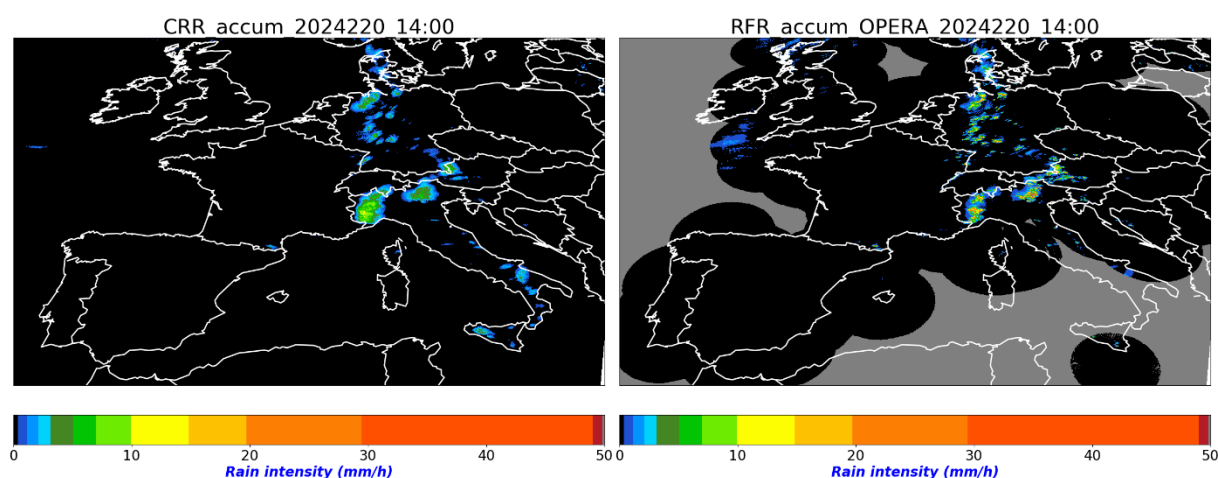 CRR_accum_2024220_14:00
RFR_accum_OPERA_2024220_14:00
0 10 20 30 40 50
Rain intensity (mm/h)
0 10 20 30 40 50
Rain intensity (mm/h)